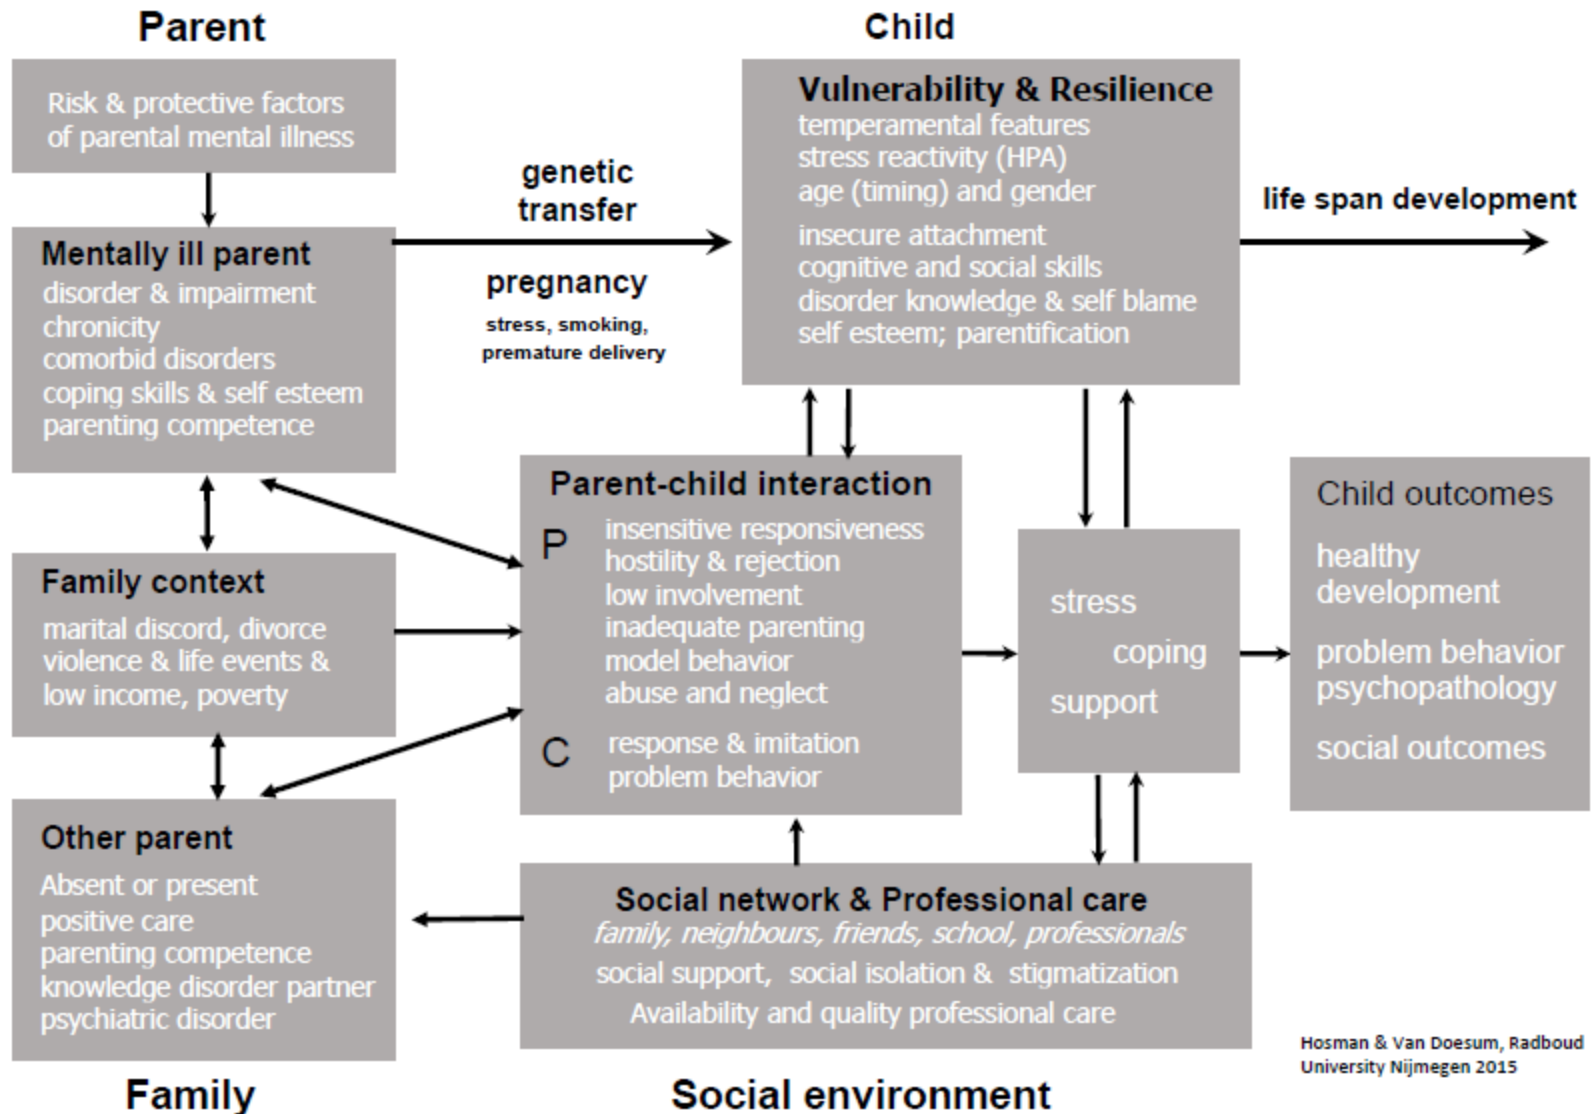 Parent
Child
Risk & protective factors
of parental mental illness
Mentally ill parent
disorder & impairment
chronicity
comorbid disorders
coping skills & self esteem
parenting competence
genetic
transfer
pregnancy
stress, smoking,
premature delivery
Vulnerability & Resilience
temperamental features
stress reactivity (HPA)
age (timing) and gender
insecure attachment
cognitive and social skills
disorder knowledge & self blame
self esteem; parentification
life span development
Family context
marital discord, divorce
violence & life events &
low income, poverty
Parent-child interaction
P
insensitive responsiveness
hostility & rejection
low involvement
inadequate parenting
model behavior
abuse and neglect
C
response & imitation
problem behavior
stress
coping
support
Child outcomes
healthy
development
problem behavior
psychopathology
social outcomes
Other parent
Absent or present
positive care
parenting competence
knowledge disorder partner
psychiatric disorder
Social network & Professional care
family, neighbours, friends, school, professionals
social support, social isolation & stigmatization
Availability and quality professional care
Hosman & Van Doesum, Radboud
University Nijmegen 2015
Family
Social environment